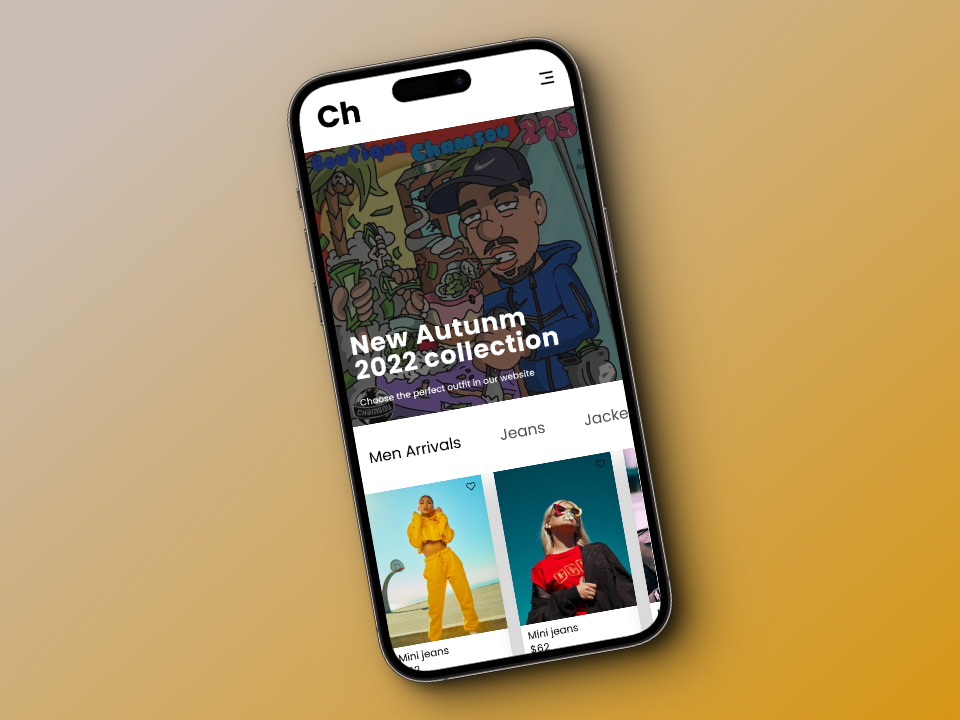 Ch
Boutique Chamsou 213
New Autunm
2022 collection
Choose the perfect outfit in our website
Chamsou
Men Arrivals Jeans Jacke
Mini jeans Mini jeans
$62